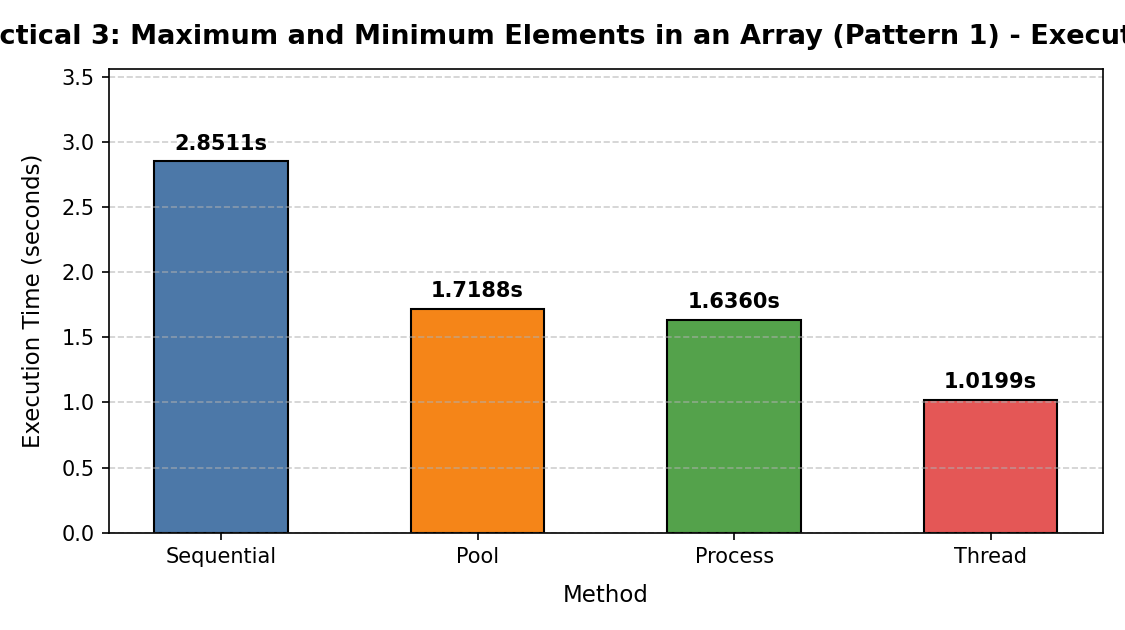 ctical 3: Maximum and Minimum Elements in an Array (Pattern 1) - Execut
3.5
3.0
2.5
2.0
1.5
1.0
0.5
0.0
Execution Time (seconds)
2.8511s
1.7188s
1.6360s
1.0199s
Sequential
Pool
Process
Thread
Method